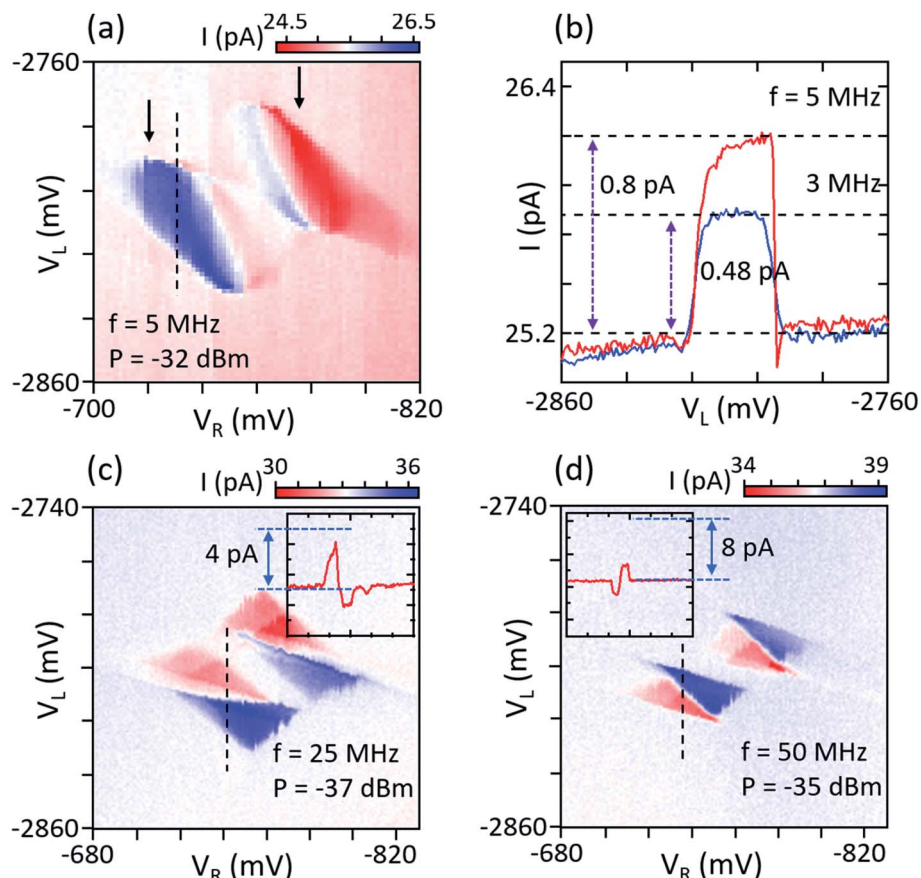 (a)
I (pA)
24.5
26.5
-2760
V_L (mV)
f = 5 MHz
P = -32 dBm
-2860
-700
V_R (mV)
-820
(b)
26.4
f = 5 MHz
0.8 pA
3 MHz
I (pA)
0.48 pA
25.2
-2860
V_L (mV)
-2760
(c)
I (pA)
30
36
-2740
4 pA
V_L (mV)
f = 25 MHz
P = -37 dBm
-2860
-680
V_R (mV)
-820
(d)
I (pA)
34
39
-2740
8 pA
V_L (mV)
f = 50 MHz
P = -35 dBm
-2860
-680
V_R (mV)
-820